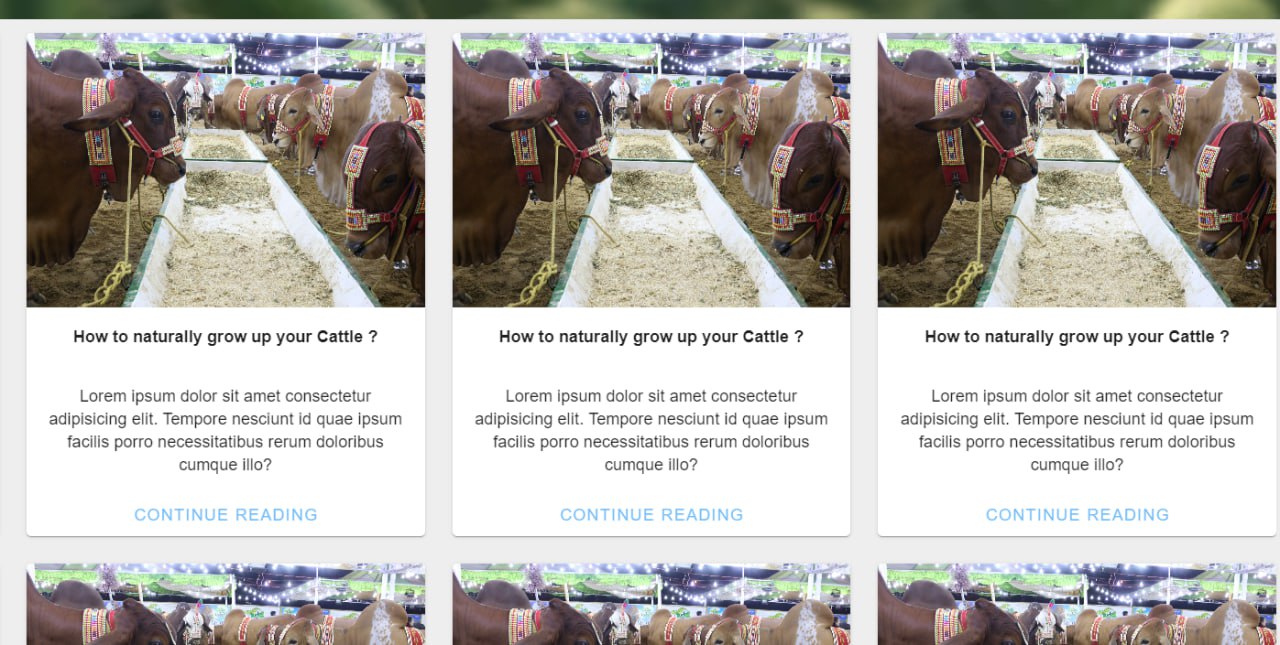 How to naturally grow up your Cattle ?
Lorem ipsum dolor sit amet consectetur
adipisicing elit. Tempore nesciunt id quae ipsum
facilis porro necessitatibus rerum doloribus
cumque illo?
CONTINUE READING
How to naturally grow up your Cattle ?
Lorem ipsum dolor sit amet consectetur
adipisicing elit. Tempore nesciunt id quae ipsum
facilis porro necessitatibus rerum doloribus
cumque illo?
CONTINUE READING
How to naturally grow up your Cattle ?
Lorem ipsum dolor sit amet consectetur
adipisicing elit. Tempore nesciunt id quae ipsum
facilis porro necessitatibus rerum doloribus
cumque illo?
CONTINUE READING